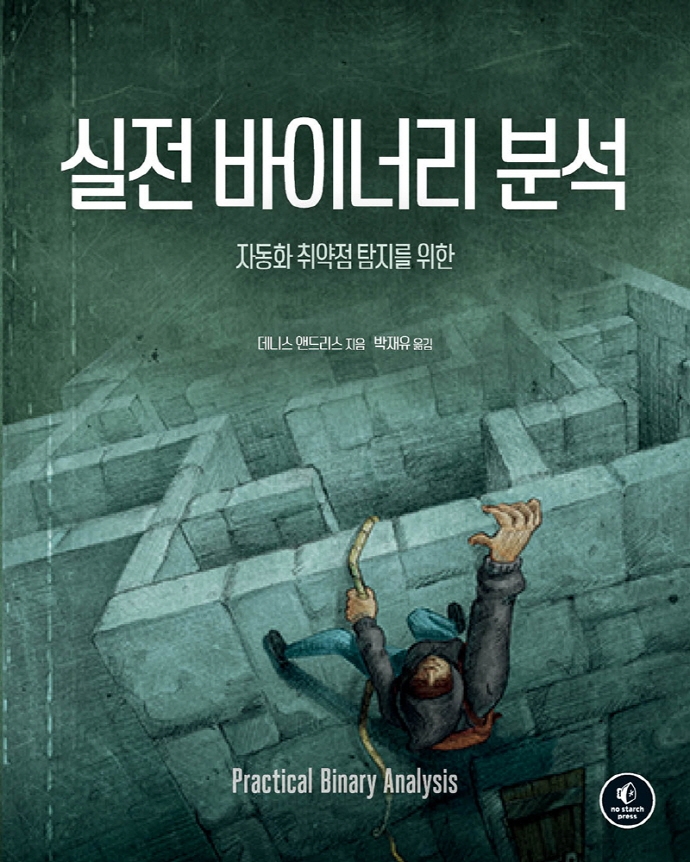 실전 바이너리 분석
자동화 취약점 탐지를 위한
데니스 앤드리스 지음 박재유 옮김
Practical Binary Analysis
no starch
press